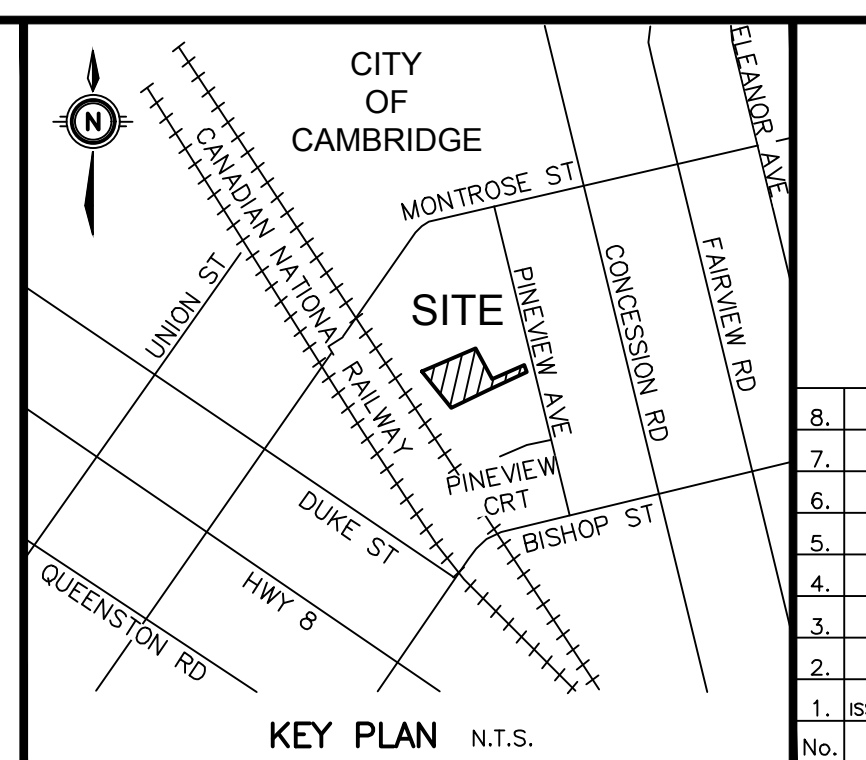 CITY
OF
CAMBRIDGE
N
ELEANOR AVE
MONTROSE ST
CANADIAN NATIONAL RAILWAY
UNION ST
SITE
PINEVIEW AVE
CONCESSION RD
FAIRVIEW RD
PINEVIEW
CRT
BISHOP ST
DUKE ST
HWY 8
QUEENSTON RD
KEY PLAN N.T.S.
8.
7.
6.
5.
4.
3.
2.
1.
No.